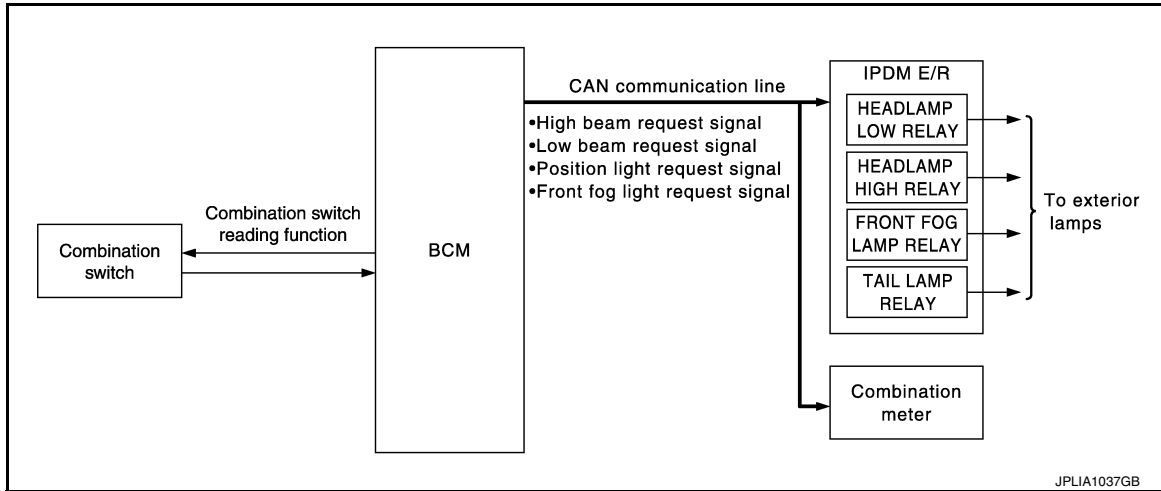 Combination
switch
Combination switch
reading function
BCM
CAN communication line
•High beam request signal
•Low beam request signal
•Position light request signal
•Front fog light request signal
IPDM E/R
HEADLAMP
LOW RELAY
HEADLAMP
HIGH RELAY
FRONT FOG
LAMP RELAY
TAIL LAMP
RELAY
To exterior
lamps
Combination
meter
JPLIA1037GB